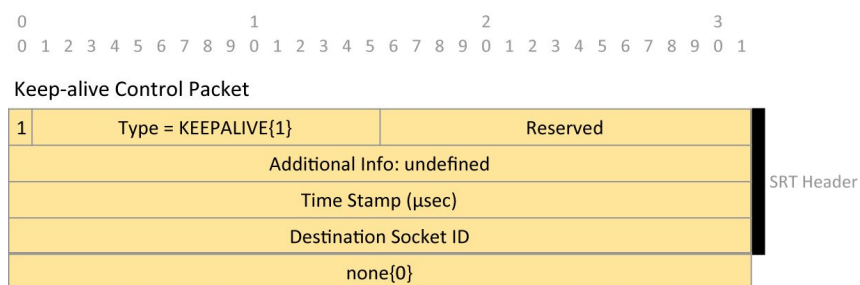 0 1 2 3
0 1 2 3 4 5 6 7 8 9 0 1 2 3 4 5 6 7 8 9 0 1 2 3 4 5 6 7 8 9 0 1
Keep-alive Control Packet
1 Type = KEEPALIVE{1} Reserved
Additional Info: undefined
Time Stamp (μsec)
SRT Header
Destination Socket ID
none{0}